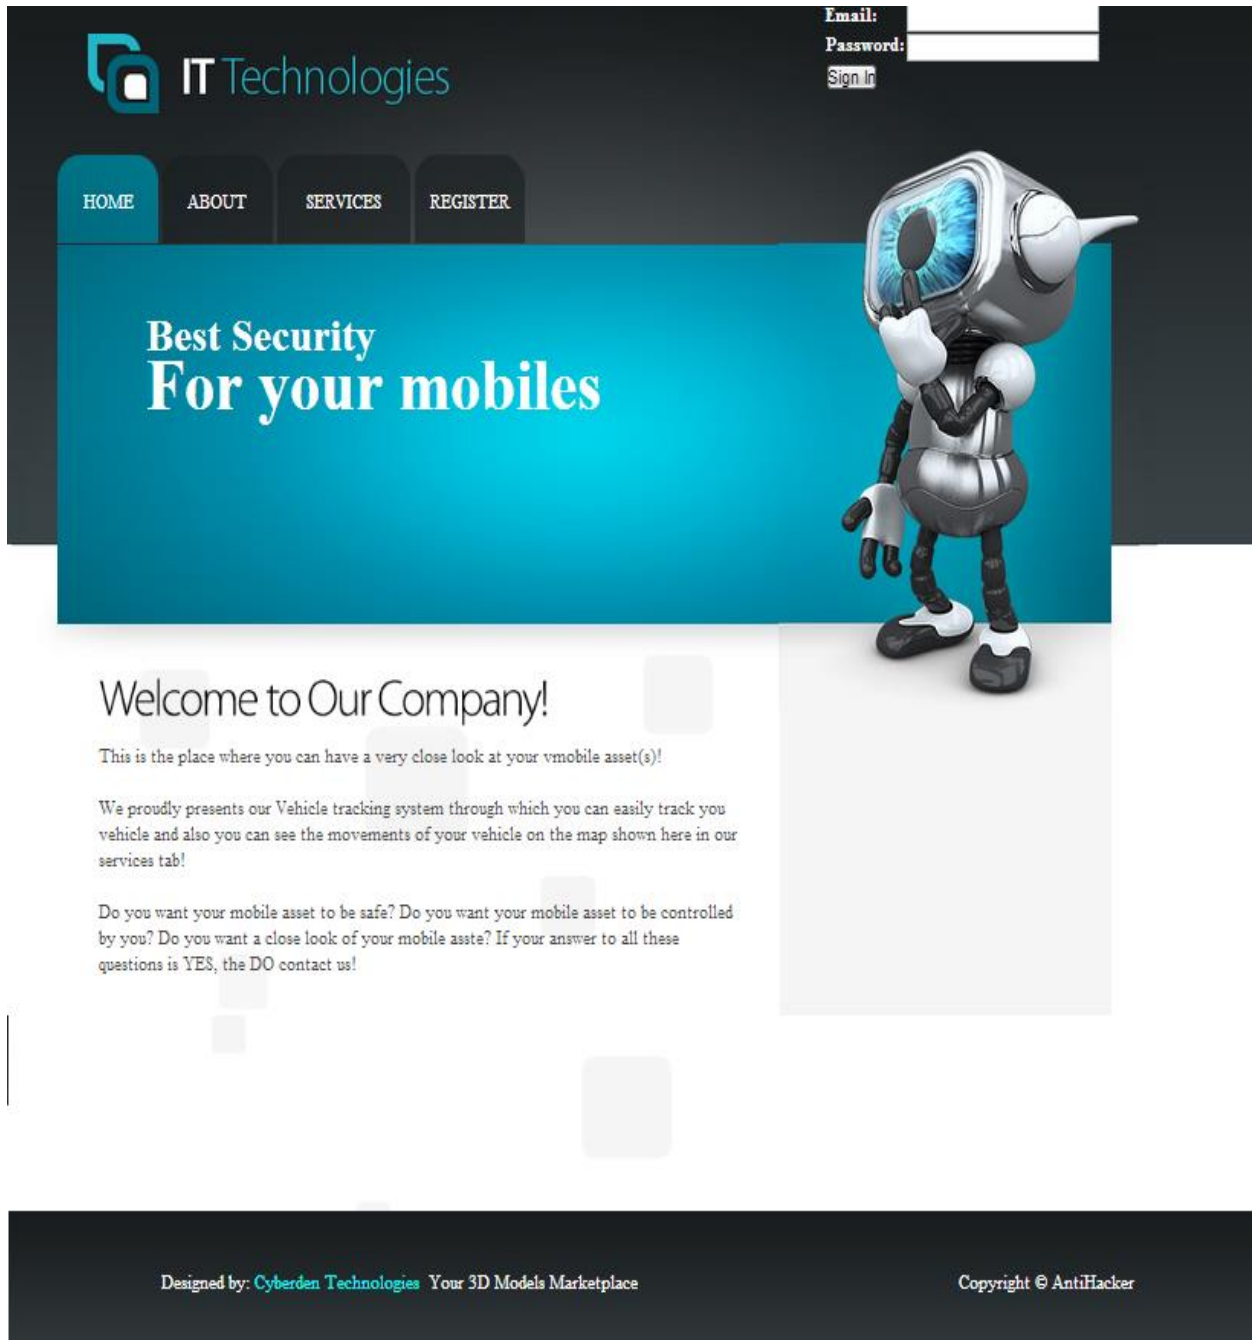 Email:
Password:
Sign In
IT Technologies
HOME ABOUT SERVICES REGISTER
Best Security
For your mobiles
Welcome to Our Company!
This is the place where you can have a very close look at your vmobile asset(s)!
We proudly presents our Vehicle tracking system through which you can easily track you
vehicle and also you can see the movements of your vehicle on the map shown here in our
services tab!
Do you want your mobile asset to be safe? Do you want your mobile asset to be controlled
by you? Do you want a close look of your mobile asste? If your answer to all these
questions is YES, the DO contact us!
Designed by: Cyberden Technologies Your 3D Models Marketplace
Copyright © AntiHacker